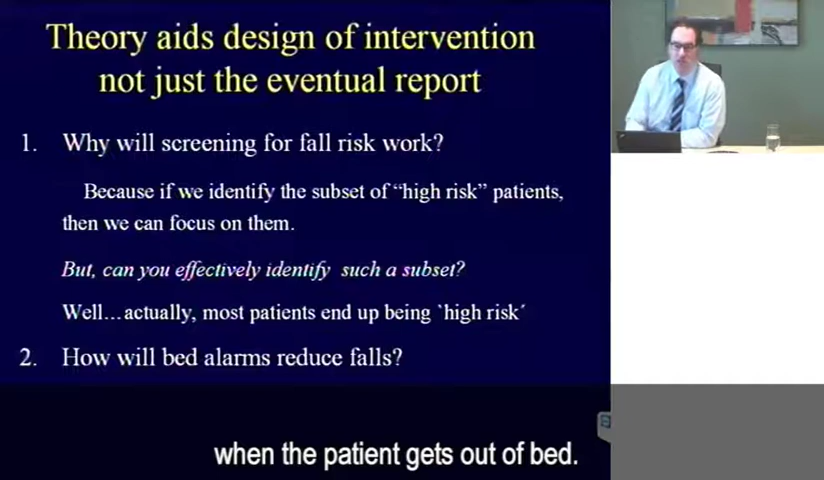 Theory aids design of intervention
not just the eventual report
1. Why will screening for fall risk work?
Because if we identify the subset of “high risk” patients,
then we can focus on them.
But, can you effectively identify such a subset?
Well…actually, most patients end up being `high risk´
2. How will bed alarms reduce falls?
when the patient gets out of bed.